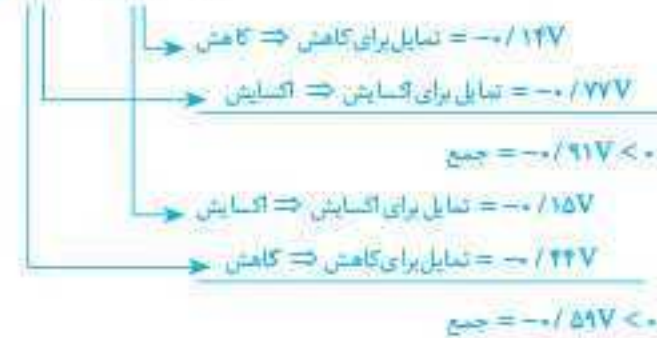 کاهش ⇐ تمایل برای کاهش = -۰/۱۴V
اکسایش ⇐ تمایل برای اکسایش = -۰/۷۷V
جمع = -۰/۹۱V < ۰
اکسایش ⇐ تمایل برای اکسایش = -۰/۱۵V
کاهش ⇐ تمایل برای کاهش = -۰/۴۴V
جمع = -۰/۵۹V < ۰